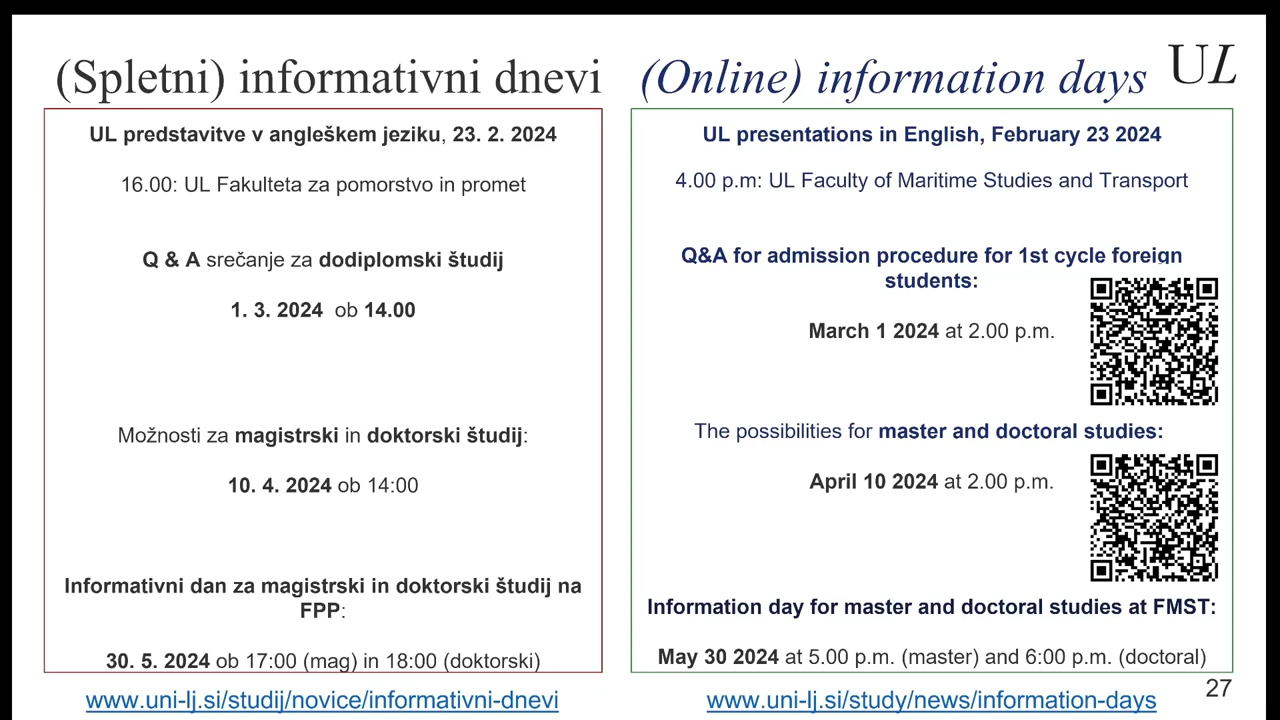 (Spletni) informativni dnevi
UL predstavitve v angleškem jeziku, 23. 2. 2024
16.00: UL Fakulteta za pomorstvo in promet
Q & A srečanje za dodiplomski študij
1. 3. 2024 ob 14.00
Možnosti za magistrski in doktorski študij:
10. 4. 2024 ob 14:00
Informativni dan za magistrski in doktorski študij na
FPP:
30. 5. 2024 ob 17:00 (mag) in 18:00 (doktorski)
www.uni-lj.si/studij/novice/informativni-dnevi
(Online) information days
UL
UL presentations in English, February 23 2024
4.00 p.m: UL Faculty of Maritime Studies and Transport
Q&A for admission procedure for 1st cycle foreign
students:
March 1 2024 at 2.00 p.m.
The possibilities for master and doctoral studies:
April 10 2024 at 2.00 p.m.
Information day for master and doctoral studies at FMST:
May 30 2024 at 5.00 p.m. (master) and 6:00 p.m. (doctoral)
www.uni-lj.si/study/news/information-days
27